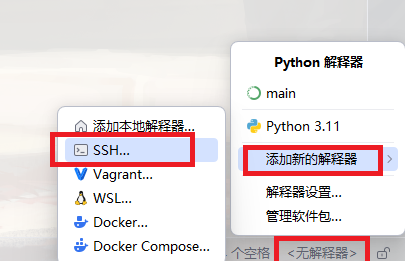 Python 解释器
main
Python 3.11
添加新的解释器
解释器设置...
管理软件包...
添加本地解释器...
SSH...
Vagrant...
WSL...
Docker...
Docker Compose...
个空格 <无解释器>